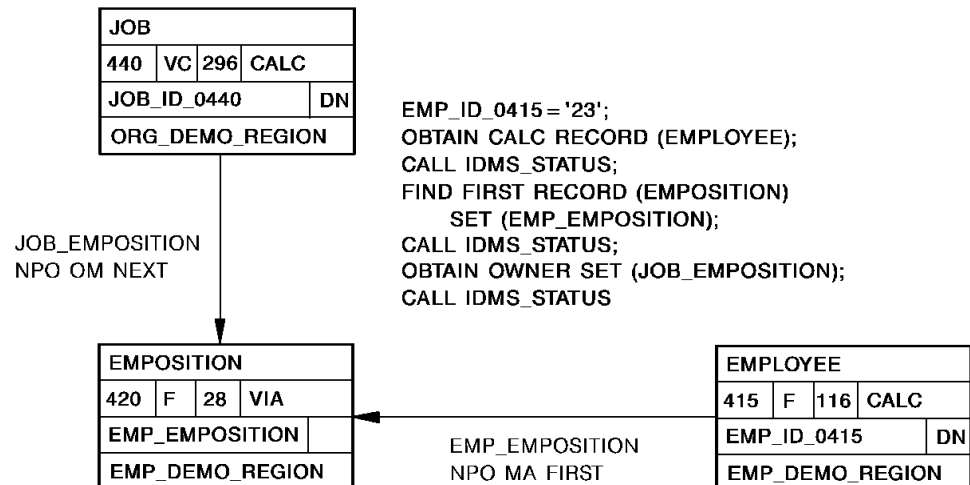 JOB
440 VC 296 CALC
JOB_ID_0440 DN
ORG_DEMO_REGION
EMP_ID_0415 = '23';
OBTAIN CALC RECORD (EMPLOYEE);
CALL IDMS_STATUS;
FIND FIRST RECORD (EMPOSITION)
SET (EMP_EMPOSITION);
CALL IDMS_STATUS;
OBTAIN OWNER SET (JOB_EMPOSITION);
CALL IDMS_STATUS
JOB_EMPOSITION
NPO OM NEXT
EMPOSITION
420 F 28 VIA
EMP_EMPOSITION
EMP_DEMO_REGION
EMP_EMPOSITION
NPO MA FIRST
EMPLOYEE
415 F 116 CALC
EMP_ID_0415 DN
EMP_DEMO_REGION